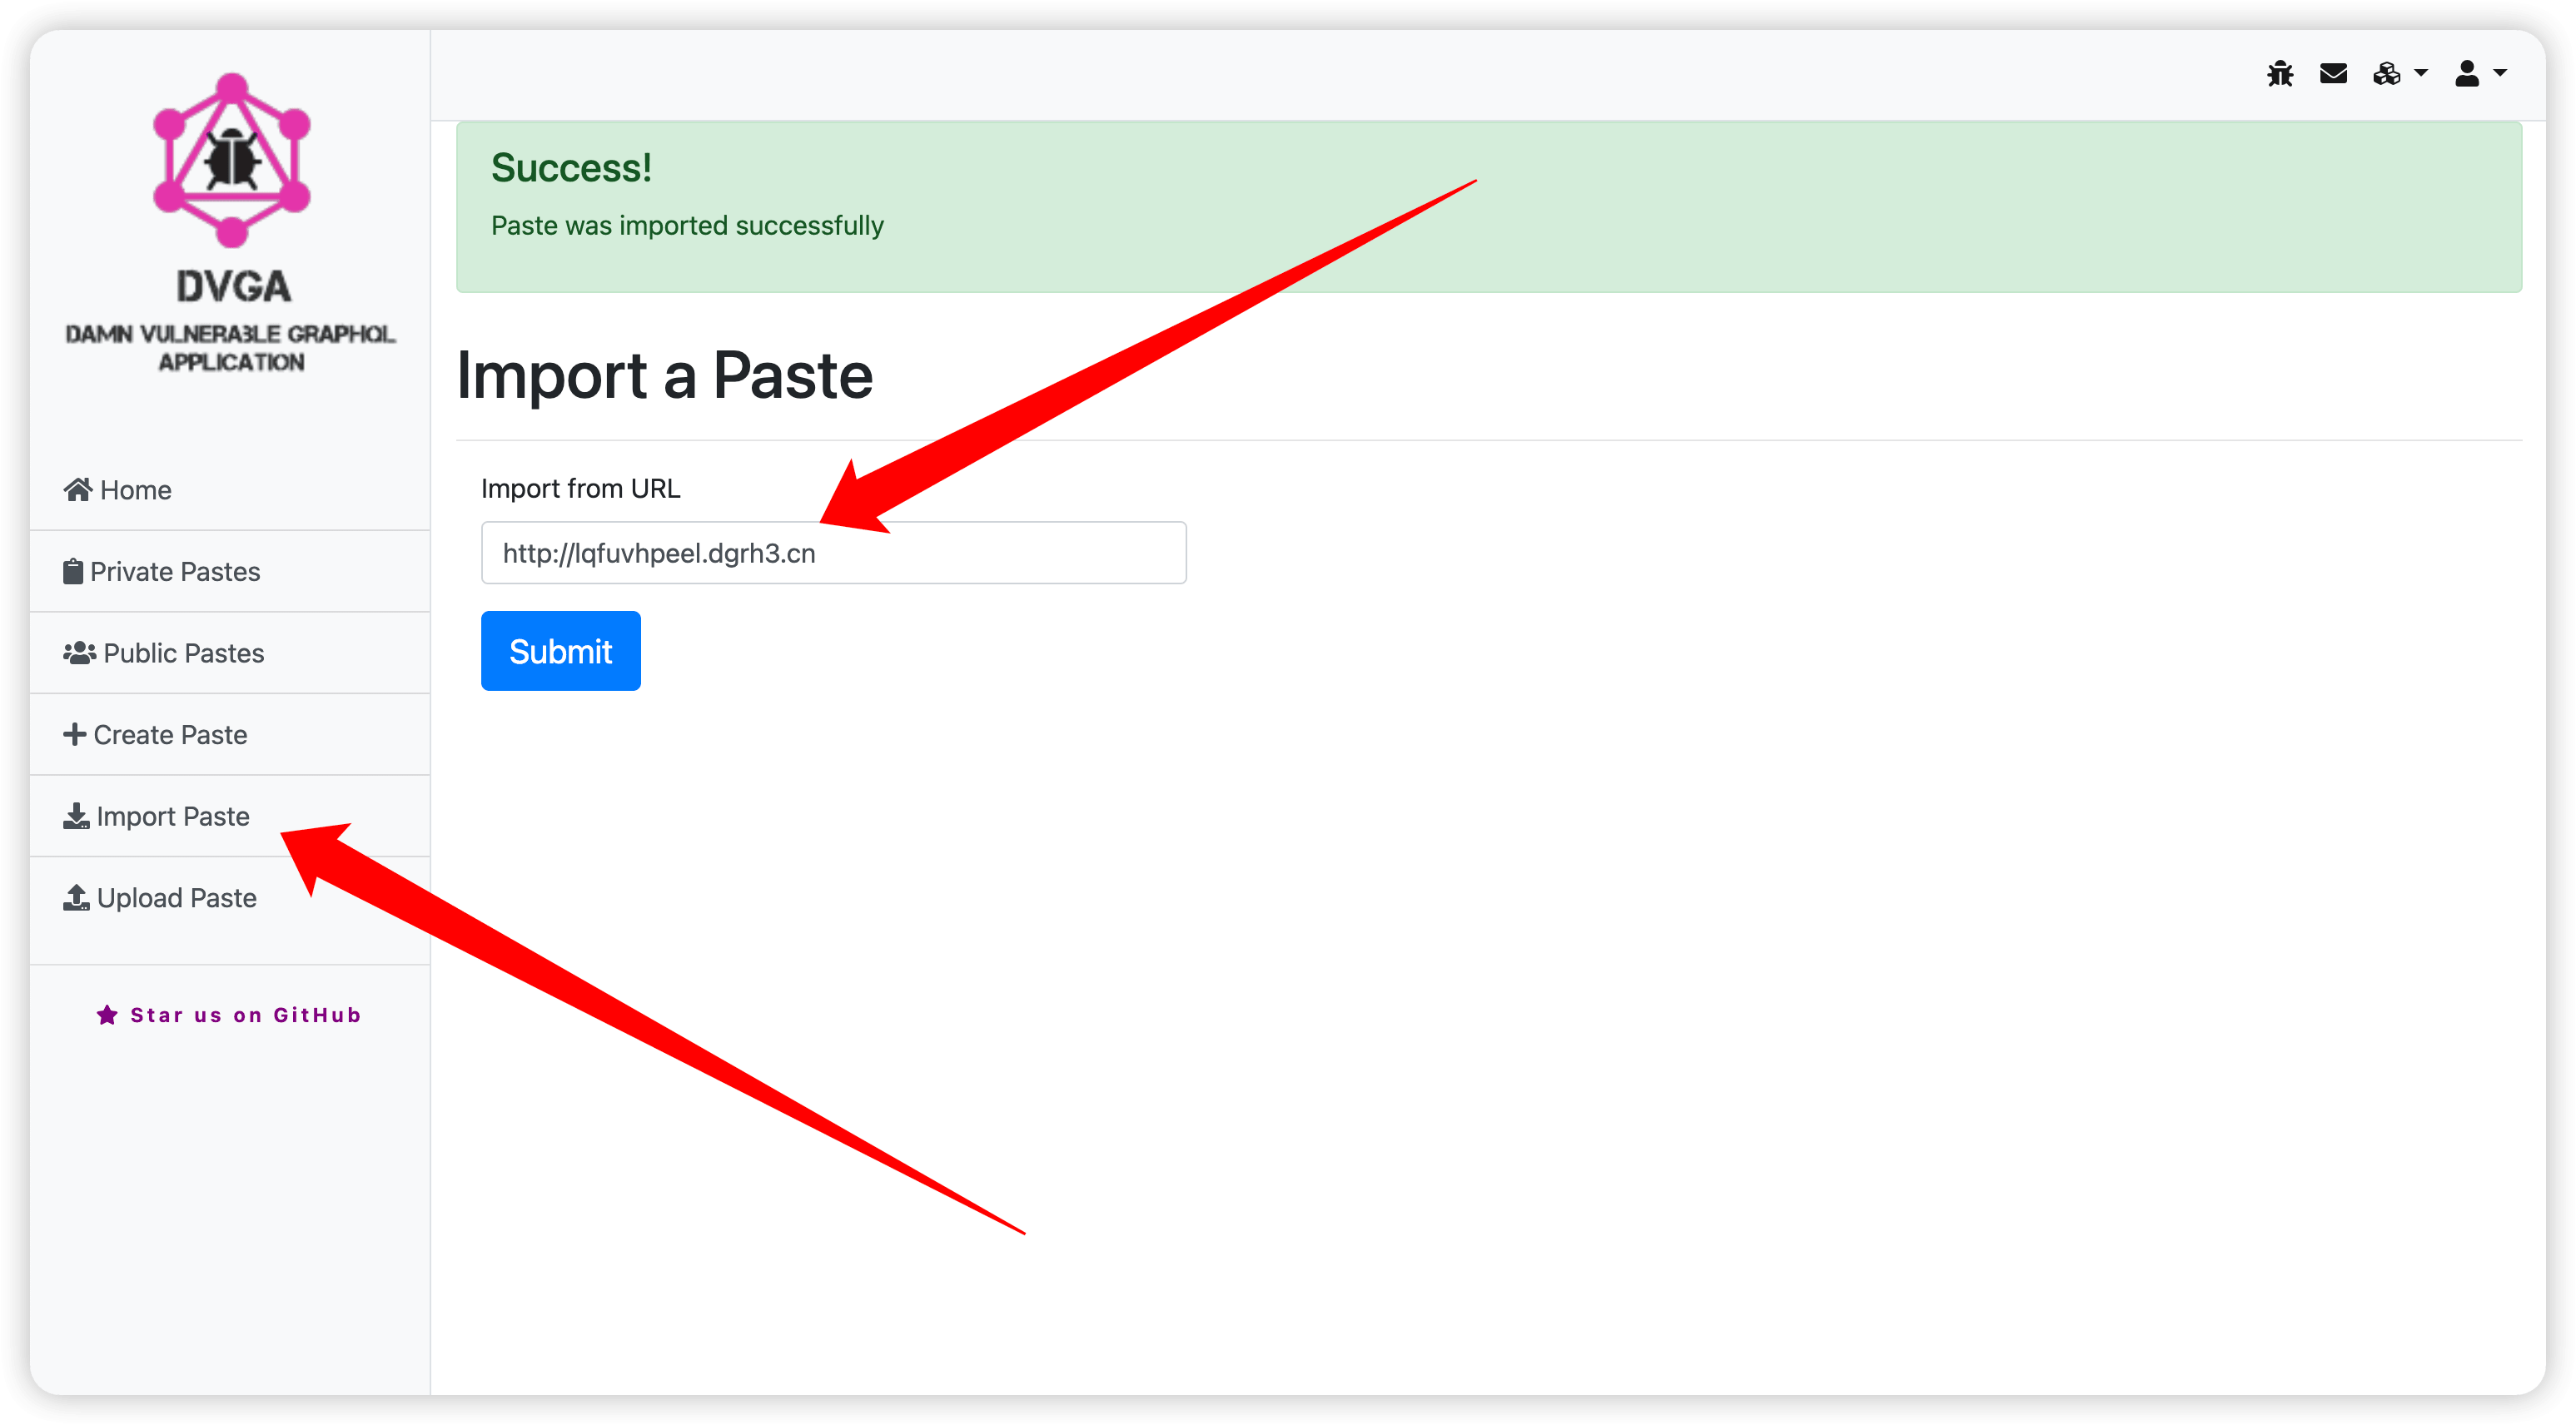 DVGA
DAMN VULNERA3LE GRAPHQL
APPLICATION
Home
Private Pastes
Public Pastes
Create Paste
Import Paste
Upload Paste
Star us on GitHub
Success!
Paste was imported successfully
Import a Paste
Import from URL
http://lqfuvhpeel.dgrh3.cn
Submit